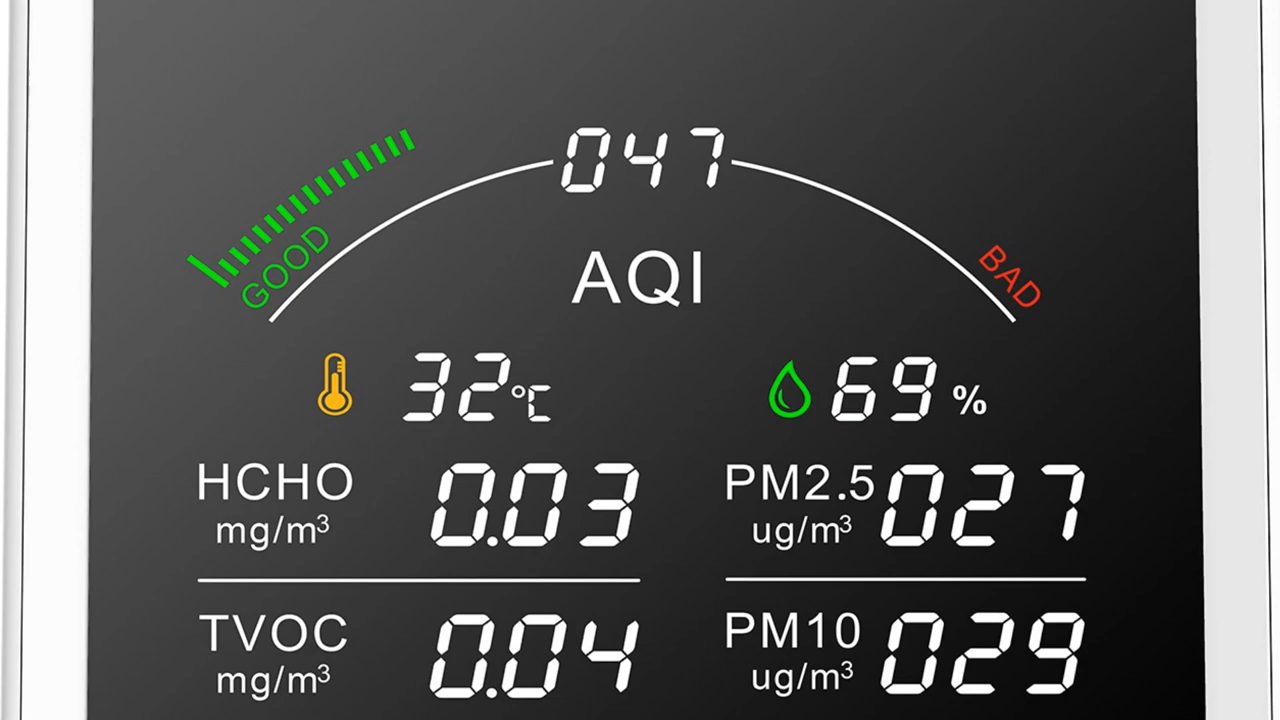 047
GOOD
BAD
AQI
32°C
69 %
HCHO
mg/m³
0.03
PM2.5
ug/m³
027
TVOC
mg/m³
0.04
PM10
ug/m³
029